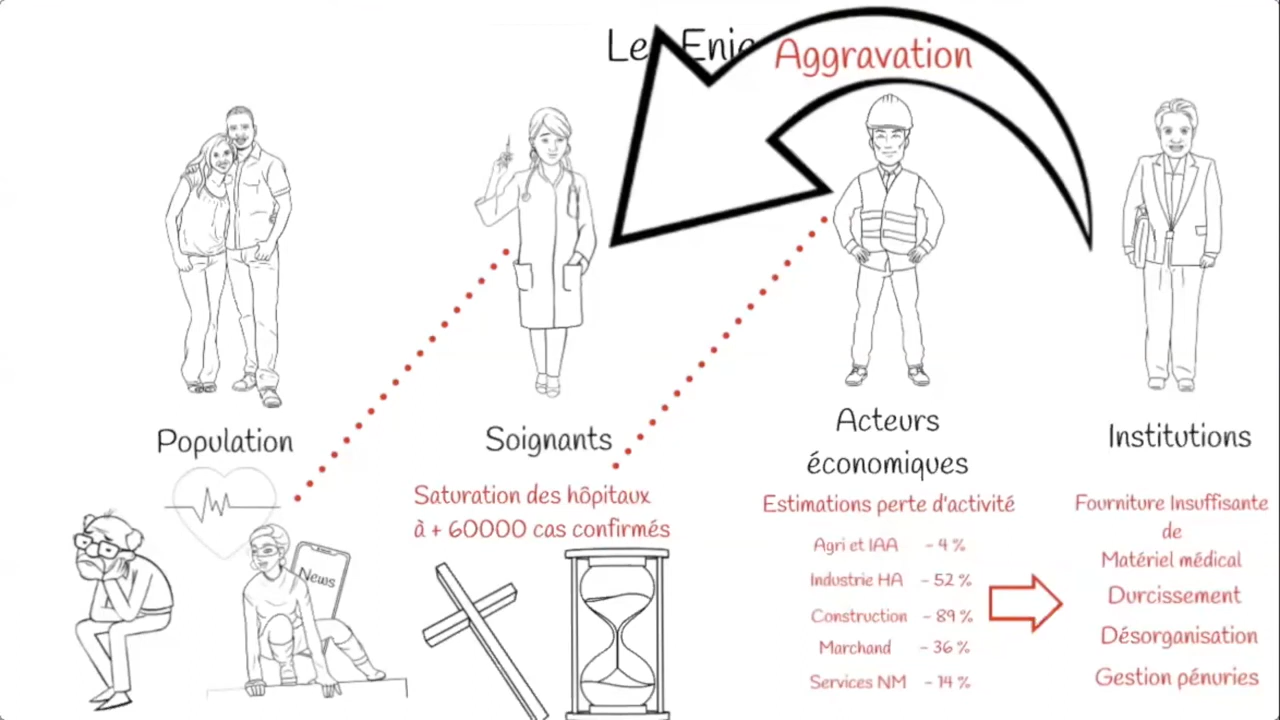 Le Enie
Aggravation
Population
Soignants
Saturation des hôpitaux
à + 60000 cas confirmés
News
Acteurs
économiques
Estimations perte d'activité
Agri et IAA - 4 %
Industrie HA - 52 %
Construction - 89 %
Marchand - 36 %
Services NM - 14 %
Institutions
Fourniture Insuffisante
de
Matériel médical
Durcissement
Désorganisation
Gestion pénuries